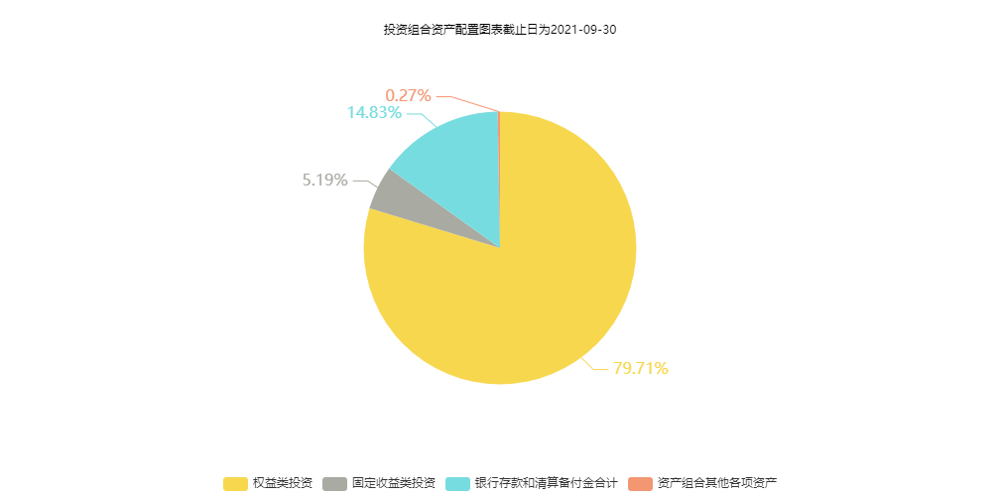 投资组合资产配置图表截止日为2021-09-30
0.27%
14.83%
5.19%
79.71%
权益类投资 固定收益类投资 银行存款和清算备付金合计 资产组合其他各项资产